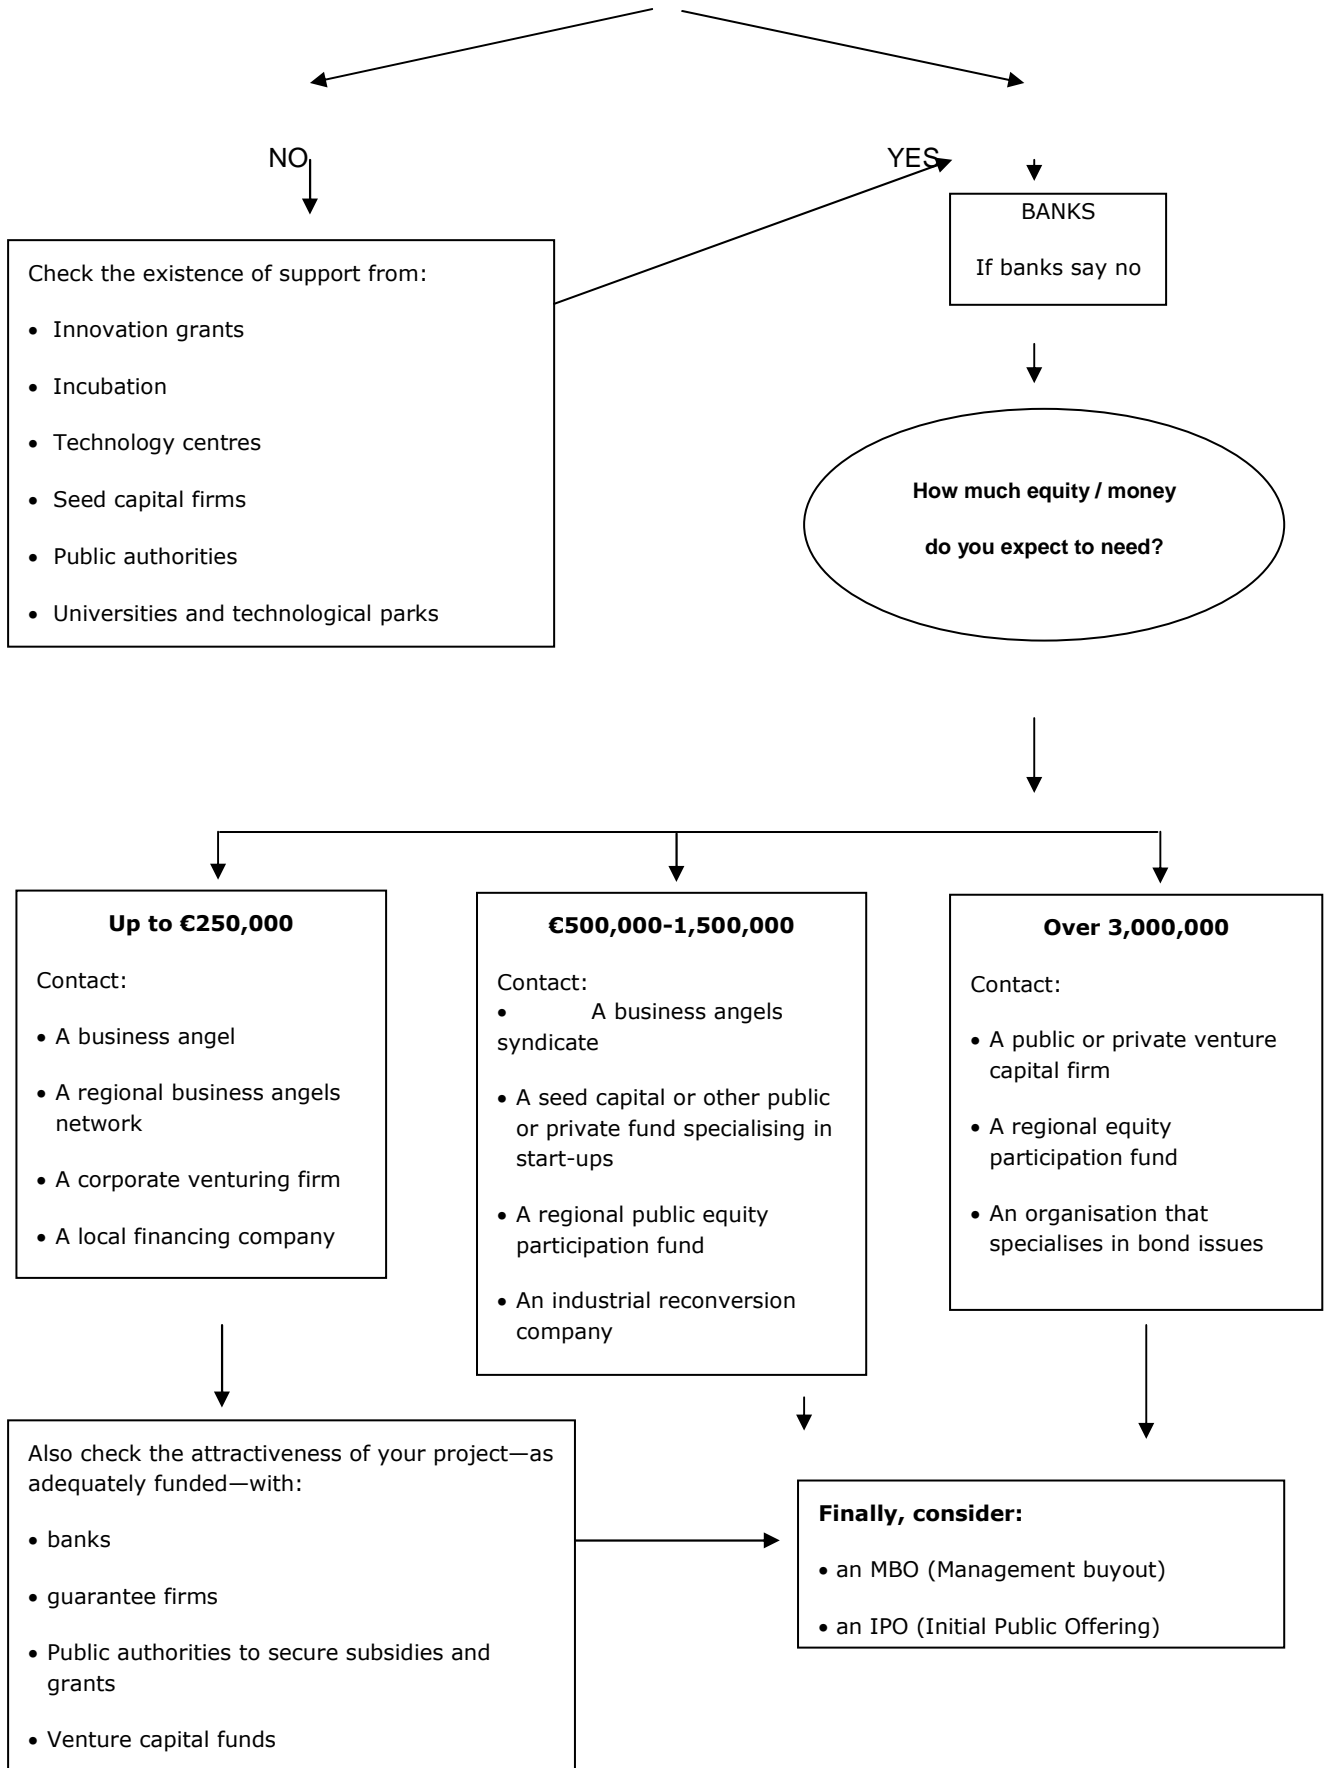 NO
YES
BANKS
If banks say no
Check the existence of support from:
• Innovation grants
• Incubation
• Technology centres
• Seed capital firms
• Public authorities
• Universities and technological parks
How much equity / money
do you expect to need?
Up to €250,000
Contact:
• A business angel
• A regional business angels
network
• A corporate venturing firm
• A local financing company
€500,000-1,500,000
Contact:
• A business angels
syndicate
• A seed capital or other public
or private fund specialising in
start-ups
• A regional public equity
participation fund
• An industrial reconversion
company
Over 3,000,000
Contact:
• A public or private venture
capital firm
• A regional equity
participation fund
• An organisation that
specialises in bond issues
Also check the attractiveness of your project—as
adequately funded—with:
• banks
• guarantee firms
• Public authorities to secure subsidies and
grants
• Venture capital funds
Finally, consider:
• an MBO (Management buyout)
• an IPO (Initial Public Offering)